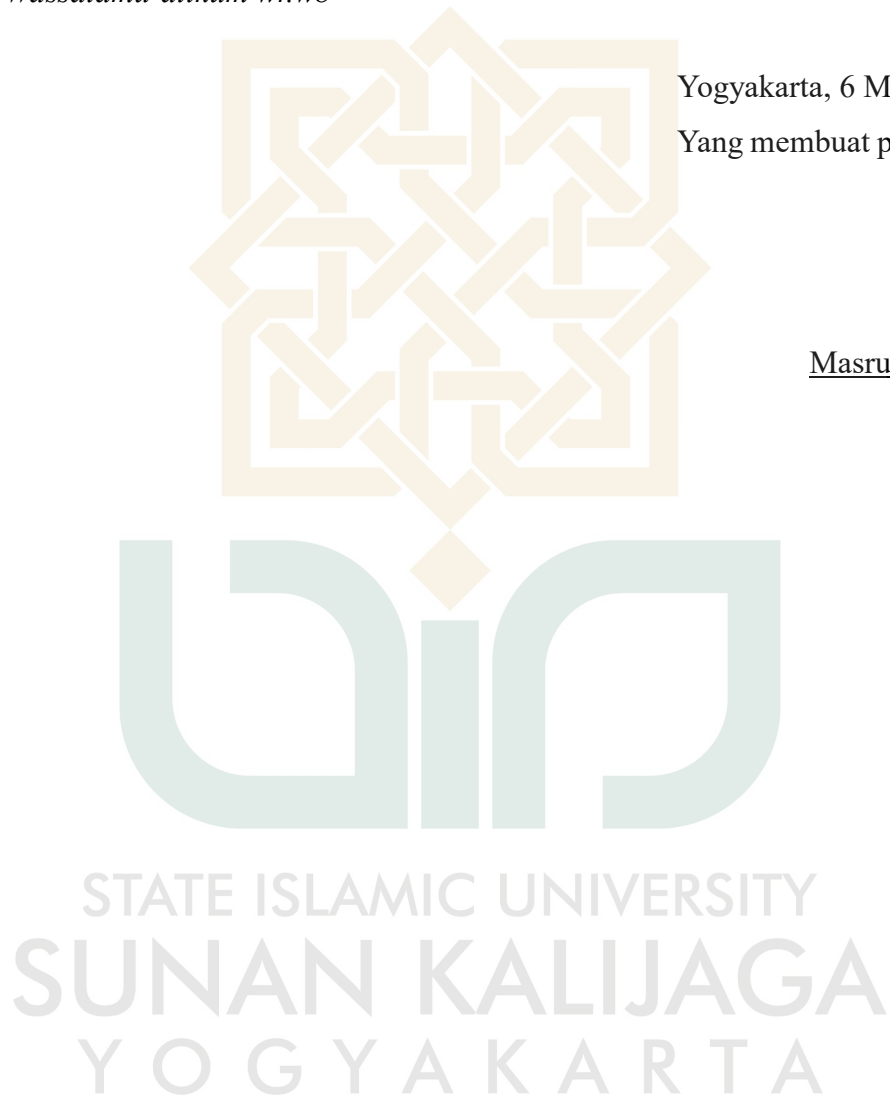 Yogyakarta, 6 M
Yang membuat p
Masru
STATE ISLAMIC UNIVERSITY
SUNAN KALIJAGA
YOGYAKARTA